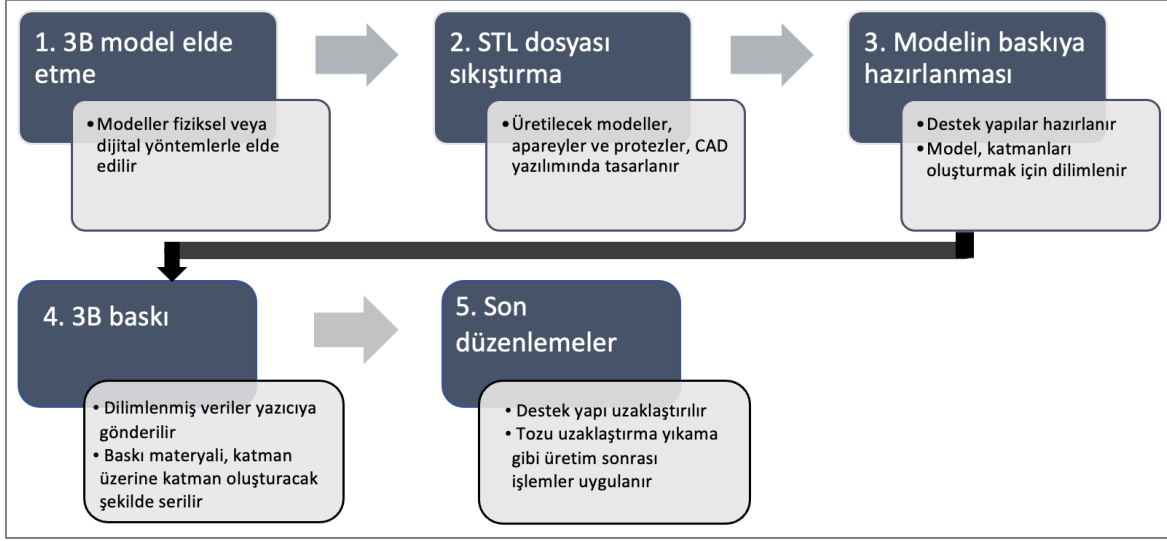 1. 3B model elde
etme
• Modeller fiziksel veya
dijital yöntemlerle elde
edilir
2. STL dosyası
sıkıştırma
• Üretilecek modeller,
apareyler ve protezler, CAD
yazılımında tasarlanır
3. Modelin baskıya
hazırlanması
• Destek yapılar hazırlanır
• Model, katmanları
oluşturmak için dilimlenir
4. 3B baskı
• Dilimlenmiş veriler yazıcıya
gönderilir
• Baskı materyali, katman
üzerine katman oluşturacak
şekilde serilir
5. Son
düzenlemeler
• Destek yapı uzaklaştırılır
• Tozu uzaklaştırma yıkama
gibi üretim sonrası
işlemler uygulanır